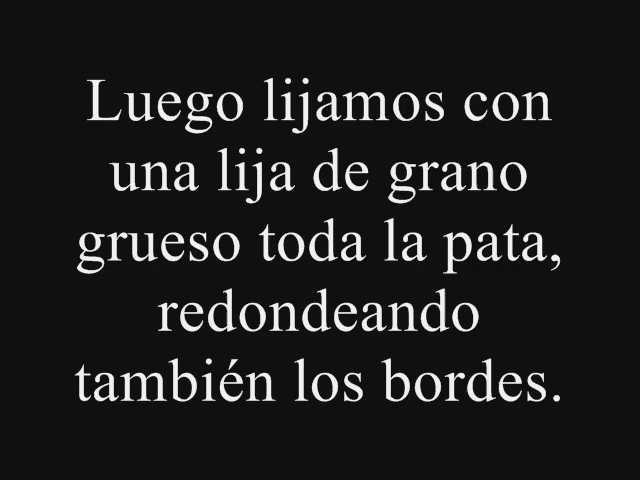 Luego lijamos con
una lija de grano
grueso toda la pata,
redondeando
también los bordes.